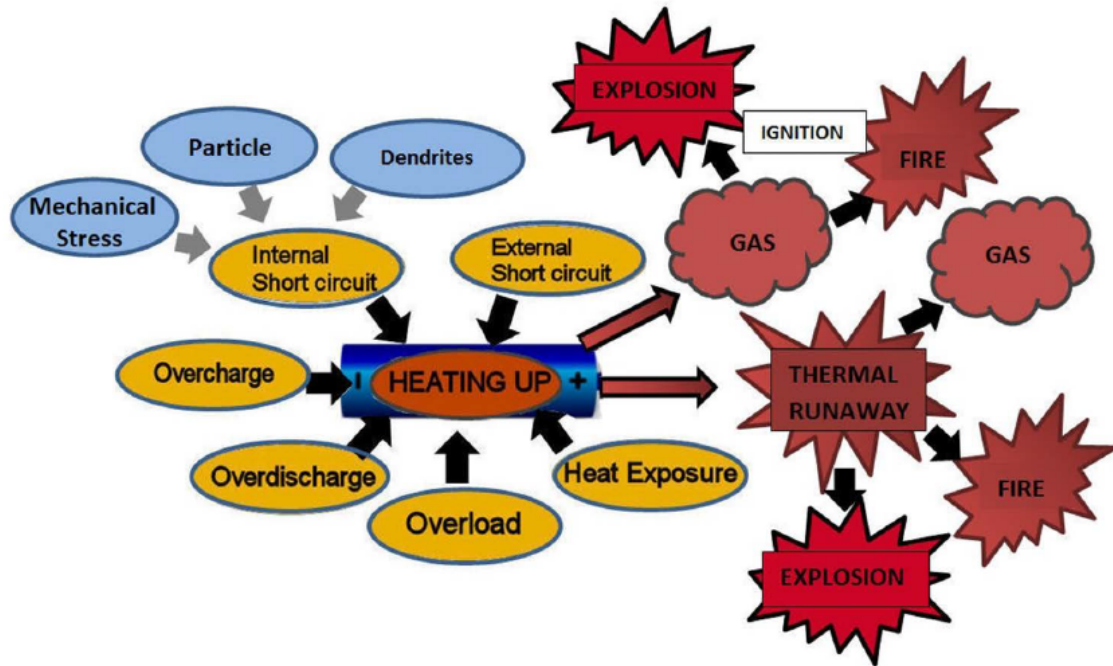 EXPLOSION
IGNITION
FIRE
Particle
Dendrites
Mechanical
Stress
Internal
Short circuit
External
Short circuit
GAS
GAS
Overcharge
-
HEATING UP
+
THERMAL
RUNAWAY
Overdischarge
Overload
Heat Exposure
FIRE
EXPLOSION